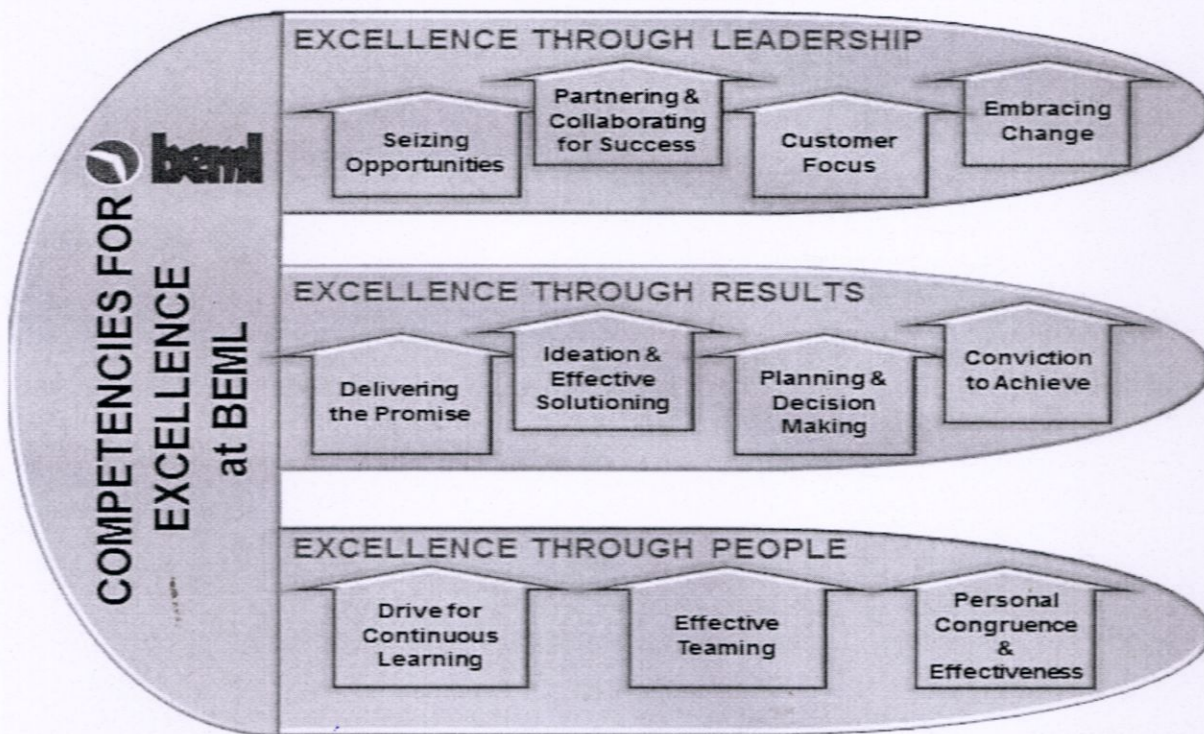 COMPETENCIES FOR
EXCELLENCE
at BEML
beml
EXCELLENCE THROUGH LEADERSHIP
Seizing
Opportunities
Partnering &
Collaborating
for Success
Customer
Focus
Embracing
Change
EXCELLENCE THROUGH RESULTS
Delivering
the Promise
Ideation &
Effective
Solutioning
Planning &
Decision
Making
Conviction
to Achieve
EXCELLENCE THROUGH PEOPLE
Drive for
Continuous
Learning
Effective
Teaming
Personal
Congruence
&
Effectiveness